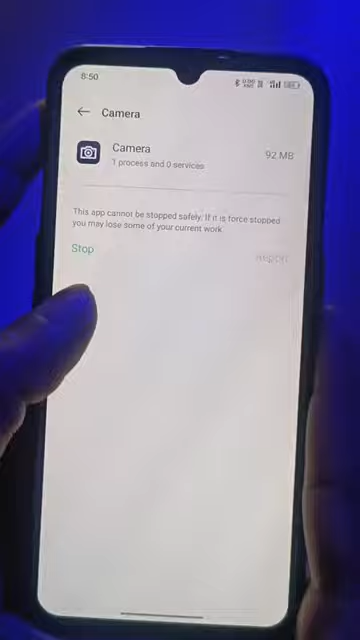 8:50
Camera
Camera
92 MB
1 process and 0 services
This app cannot be stopped safely. If it is force stopped
you may lose some of your current work.
Stop
Report